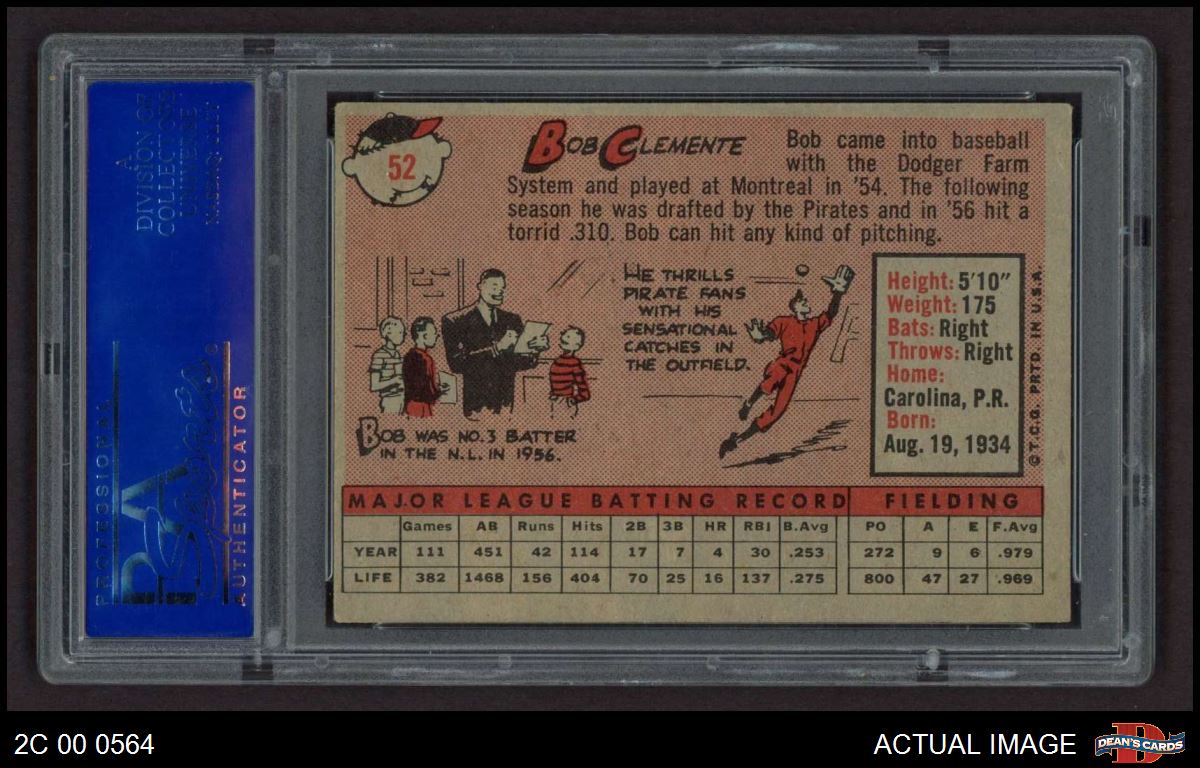 52
BOB CLEMENTE
Bob came into baseball
with the Dodger Farm
System and played at Montreal in '54. The following
season he was drafted by the Pirates and in '56 hit a
torrid .310. Bob can hit any kind of pitching.
BOB WAS NO. 3 BATTER
IN THE N.L. IN 1956.
HE THRILLS
PIRATE FANS
WITH HIS
SENSATIONAL
CATCHES IN
THE OUTFIELD.
Height: 5'10"
Weight: 175
Bats: Right
Throws: Right
Home:
Carolina, P.R.
Born:
Aug. 19, 1934
© T.C.G. PRTD. IN U.S.A.
MAJOR LEAGUE BATTING RECORD FIELDING
Games AB Runs Hits 2B 3B HR RBI B.Avg PO A E F.Avg
YEAR 111 451 42 114 17 7 4 30 .253 272 9 6 .979
LIFE 382 1468 156 404 70 25 16 137 .275 800 47 27 .969
A
DIVISION OF
COLLECTORS
UNIVERSE
PROFESSIONAL
PSA
AUTHENTICATOR
2C 00 0564
ACTUAL IMAGE
DEAN'S CARDS